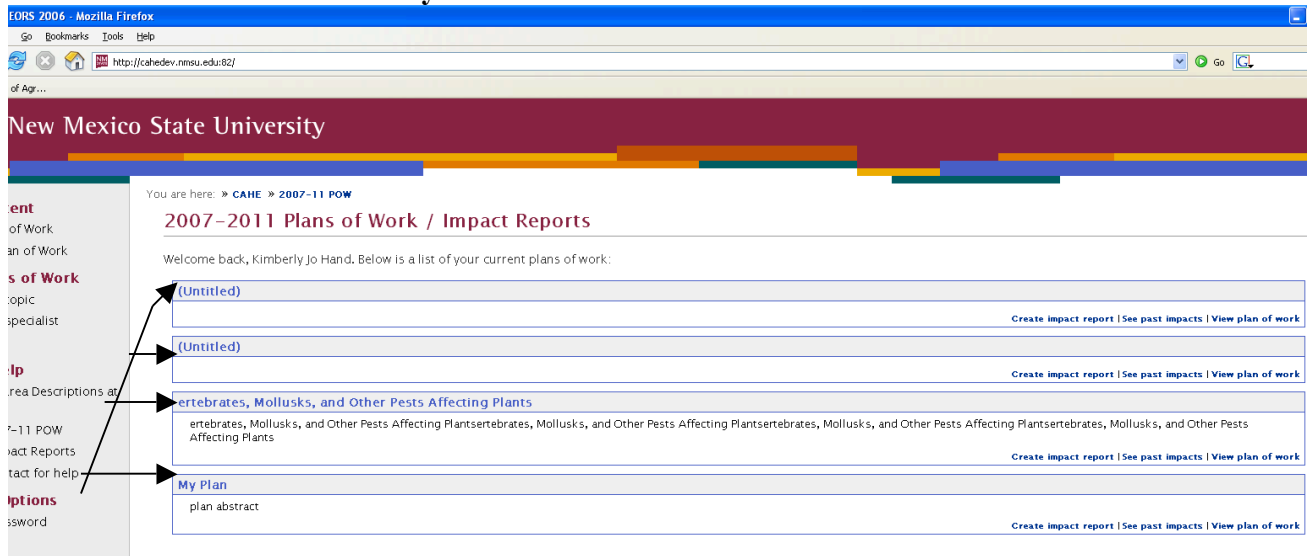 EORS 2006 - Mozilla Firefox
Go Bookmarks Tools Help
http://cahedev.nmsu.edu:82/ Go
of Agr...
New Mexico State University
You are here: » CAHE » 2007-11 POW
2007-2011 Plans of Work / Impact Reports
Welcome back, Kimberly Jo Hand. Below is a list of your current plans of work:
(Untitled)
Create impact report | See past impacts | View plan of work
(Untitled)
Create impact report | See past impacts | View plan of work
ertebrates, Mollusks, and Other Pests Affecting Plants
ertebrates, Mollusks, and Other Pests Affecting Plantsertebrates, Mollusks, and Other Pests Affecting Plantsertebrates, Mollusks, and Other Pests Affecting Plantsertebrates, Mollusks, and Other Pests
Affecting Plants
Create impact report | See past impacts | View plan of work
My Plan
plan abstract
Create impact report | See past impacts | View plan of work
of Work
an of Work
s of Work
opic
specialist
lp
rea Descriptions at
-11 POW
pact Reports
tact for help
ptions
ssword